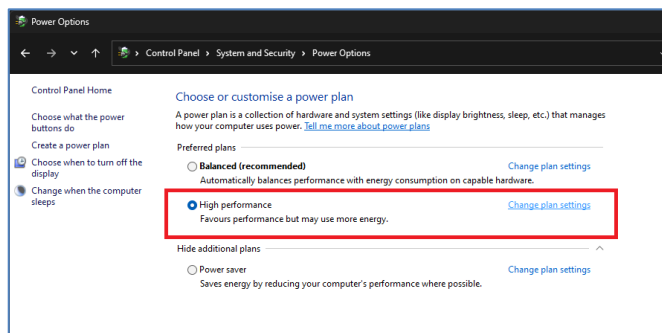 Power Options
Control Panel › System and Security › Power Options
Control Panel Home
Choose what the power
buttons do
Create a power plan
Choose when to turn off the
display
Change when the computer
sleeps
Choose or customise a power plan
A power plan is a collection of hardware and system settings (like display brightness, sleep, etc.) that manages
how your computer uses power. Tell me more about power plans
Preferred plans
Balanced (recommended) Change plan settings
Automatically balances performance with energy consumption on capable hardware.
High performance Change plan settings
Favours performance but may use more energy.
Hide additional plans
Power saver Change plan settings
Saves energy by reducing your computer's performance where possible.